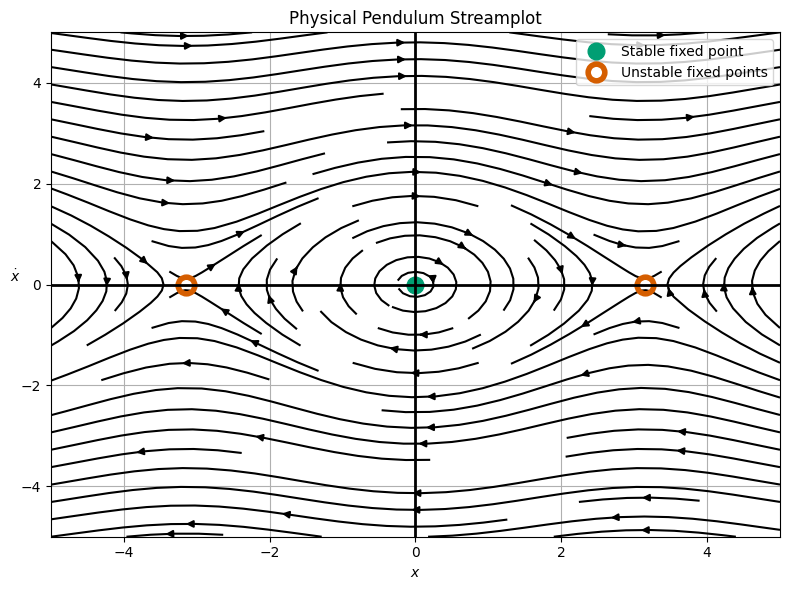 Physical Pendulum Streamplot
Stable fixed point
Unstable fixed points
4
2
0
−2
−4
ẋ
−4 −2 0 2 4
x